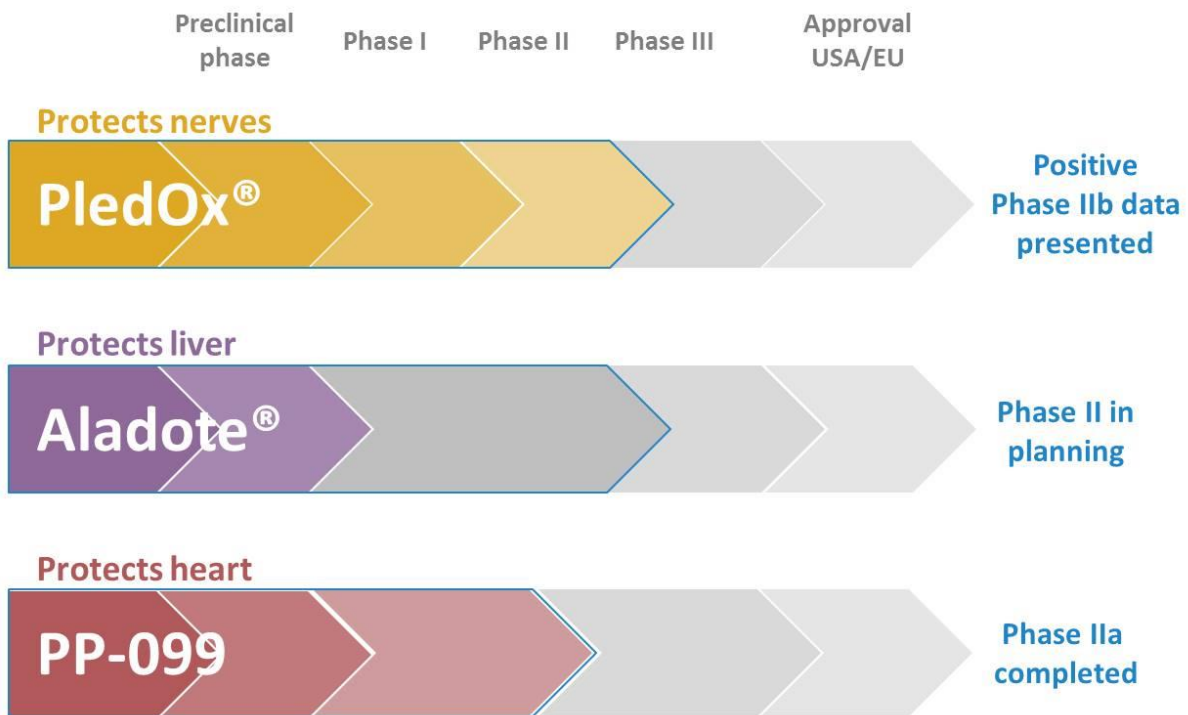 Preclinical
phase
Phase I
Phase II
Phase III
Approval
USA/EU
Protects nerves
PledOx®
Positive
Phase IIb data
presented
Protects liver
Aladote®
Phase II in
planning
Protects heart
PP-099
Phase IIa
completed